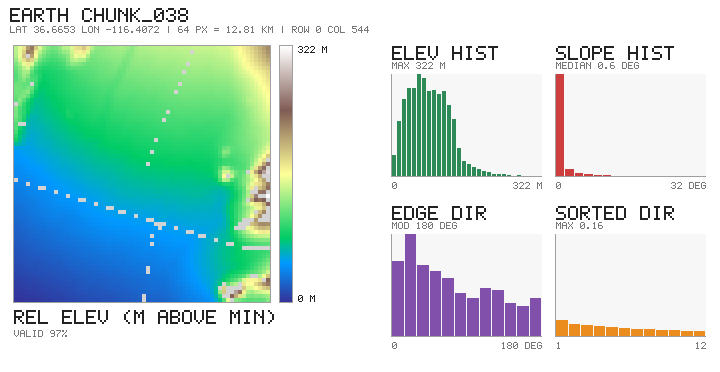 EARTH CHUNK_038
LAT 36.6653 LON -116.4072 | 64 PX = 12.81 KM | ROW 0 COL 544
322 M
0 M
REL ELEV (M ABOVE MIN)
VALID 97%
ELEV HIST
MAX 322 M
0 322 M
SLOPE HIST
MEDIAN 0.6 DEG
0 32 DEG
EDGE DIR
MOD 180 DEG
0 180 DEG
SORTED DIR
MAX 0.16
1 12